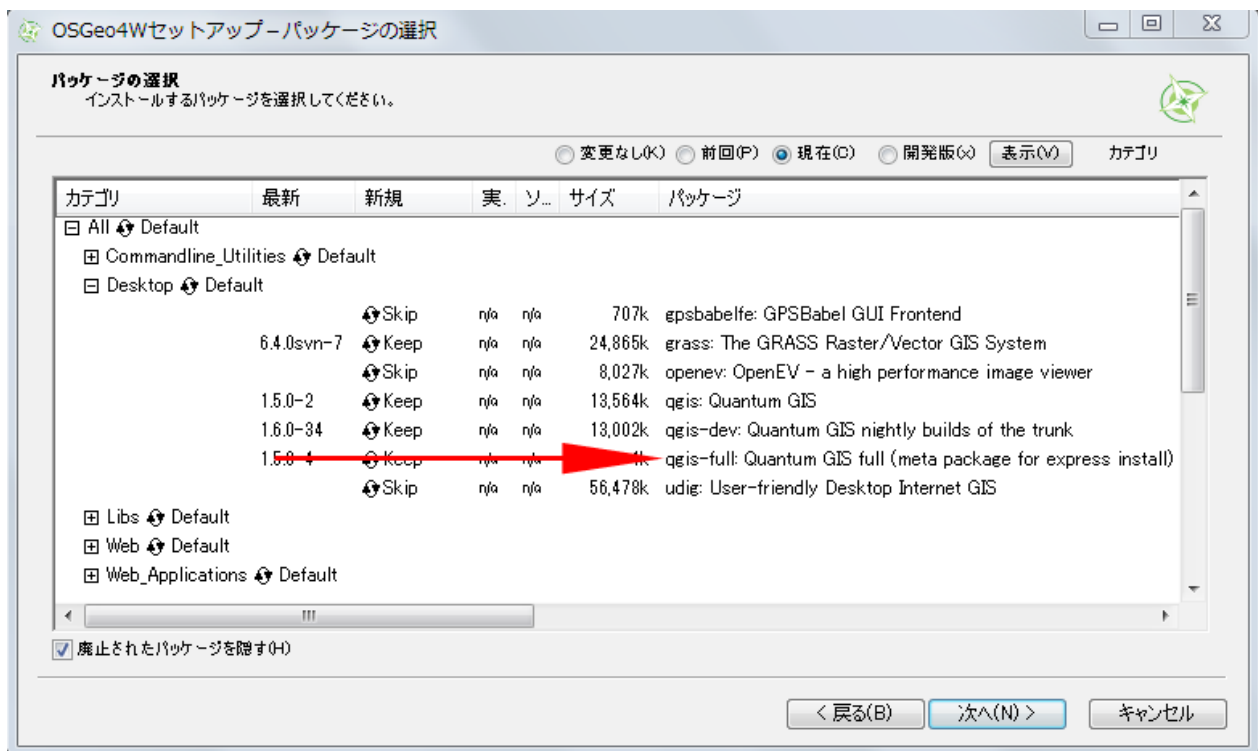 OSGeo4Wセットアップ－パッケージの選択
パッケージの選択
インストールするパッケージを選択してください。
変更なし(K) 前回(P) 現在(C) 開発版(x) 表示(V) カテゴリ
カテゴリ 最新 新規 実. ソ... サイズ パッケージ
All Default
Commandline_Utilities Default
Desktop Default
Skip n/a n/a 707k gpsbabelfe: GPSBabel GUI Frontend
6.4.0svn-7 Keep n/a n/a 24,865k grass: The GRASS Raster/Vector GIS System
Skip n/a n/a 8,027k openev: OpenEV - a high performance image viewer
1.5.0-2 Keep n/a n/a 13,564k qgis: Quantum GIS
1.6.0-34 Keep n/a n/a 13,002k qgis-dev: Quantum GIS nightly builds of the trunk
1.5.0-4 Keep n/a n/a qgis-full: Quantum GIS full (meta package for express install)
Skip n/a n/a 56,478k udig: User-friendly Desktop Internet GIS
Libs Default
Web Default
Web_Applications Default
廃止されたパッケージを隠す(H)
< 戻る(B) 次へ(N) > キャンセル